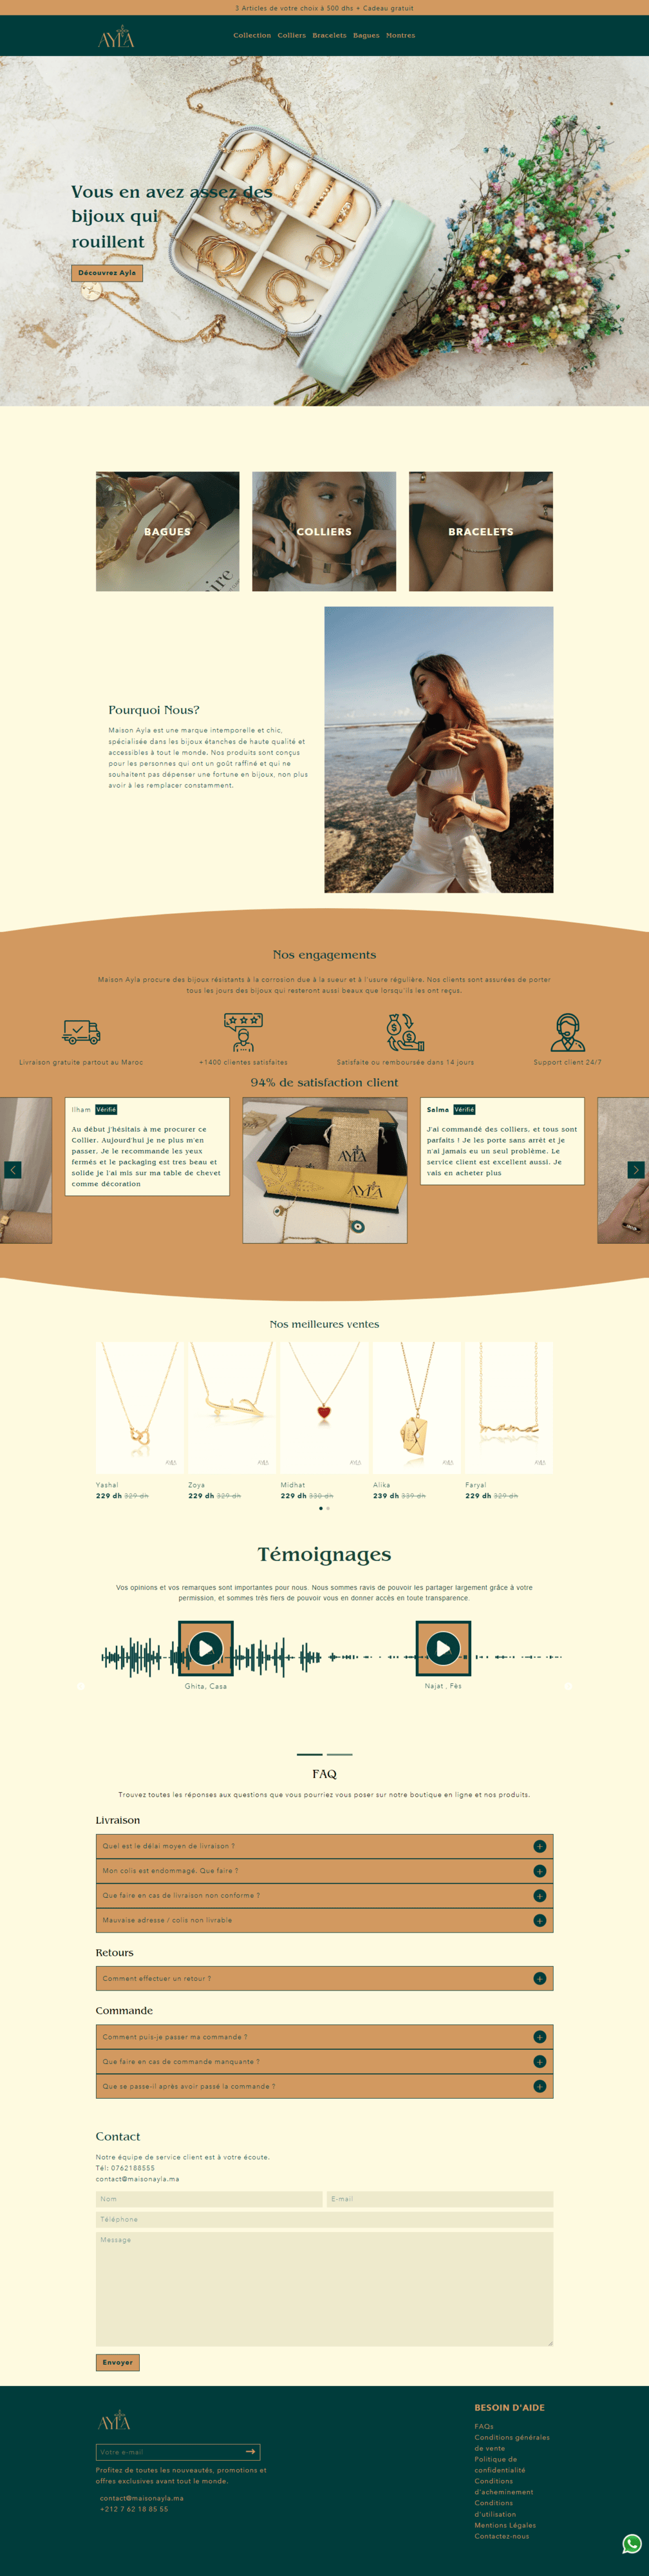 3 Articles de votre choix à 500 dhs + Cadeau gratuit
AYLA
Collection Colliers Bracelets Bagues Montres
Vous en avez assez des
bijoux qui
rouillent
Découvrez Ayla
BAGUES
COLLIERS
BRACELETS
Pourquoi Nous?
Maison Ayla est une marque intemporelle et chic,
spécialisée dans les bijoux étanches de haute qualité et
accessibles à tout le monde. Nos produits sont conçus
pour les personnes qui ont un goût raffiné et qui ne
souhaitent pas dépenser une fortune en bijoux, non plus
avoir à les remplacer constamment.
Nos engagements
Maison Ayla procure des bijoux résistants à la corrosion due à la sueur et à l'usure régulière. Nos clients sont assurées de porter
tous les jours des bijoux qui resteront aussi beaux que lorsqu'ils les ont reçus.
Livraison gratuite partout au Maroc
+1400 clientes satisfaites
Satisfaite ou remboursée dans 14 jours
Support client 24/7
94% de satisfaction client
Ilham Vérifié
Au début j'hésitais à me procurer ce
Collier. Aujourd'hui je ne plus m'en
passer. Je le recommande les yeux
fermés et le packaging est tres beau et
solide je l'ai mis sur ma table de chevet
comme décoration
AYLA
AYLA
Salma Vérifié
J'ai commandé des colliers, et tous sont
parfaits ! Je les porte sans arrêt et je
n'ai jamais eu un seul problème. Le
service client est excellent aussi. Je
vais en acheter plus
Nos meilleures ventes
AYLA
AYLA
AYLA
AYLA
AYLA
Yashal
229 dh 329 dh
Zoya
229 dh 329 dh
Midhat
229 dh 330 dh
Alika
239 dh 339 dh
Faryal
229 dh 329 dh
Témoignages
Vos opinions et vos remarques sont importantes pour nous. Nous sommes ravis de pouvoir les partager largement grâce à votre
permission, et sommes très fiers de pouvoir vous en donner accès en toute transparence.
Ghita, Casa
Najat , Fès
FAQ
Trouvez toutes les réponses aux questions que vous pourriez vous poser sur notre boutique en ligne et nos produits.
Livraison
Quel est le délai moyen de livraison ?
Mon colis est endommagé. Que faire ?
Que faire en cas de livraison non conforme ?
Mauvaise adresse / colis non livrable
Retours
Comment effectuer un retour ?
Commande
Comment puis-je passer ma commande ?
Que faire en cas de commande manquante ?
Que se passe-il après avoir passé la commande ?
Contact
Notre équipe de service client est à votre écoute.
Tél: 0762188555
contact@maisonayla.ma
Nom
E-mail
Téléphone
Message
Envoyer
AYLA
Votre e-mail
Profitez de toutes les nouveautés, promotions et
offres exclusives avant tout le monde.
contact@maisonayla.ma
+212 7 62 18 85 55
BESOIN D'AIDE
FAQs
Conditions générales
de vente
Politique de
confidentialité
Conditions
d'acheminement
Conditions
d'utilisation
Mentions Légales
Contactez-nous